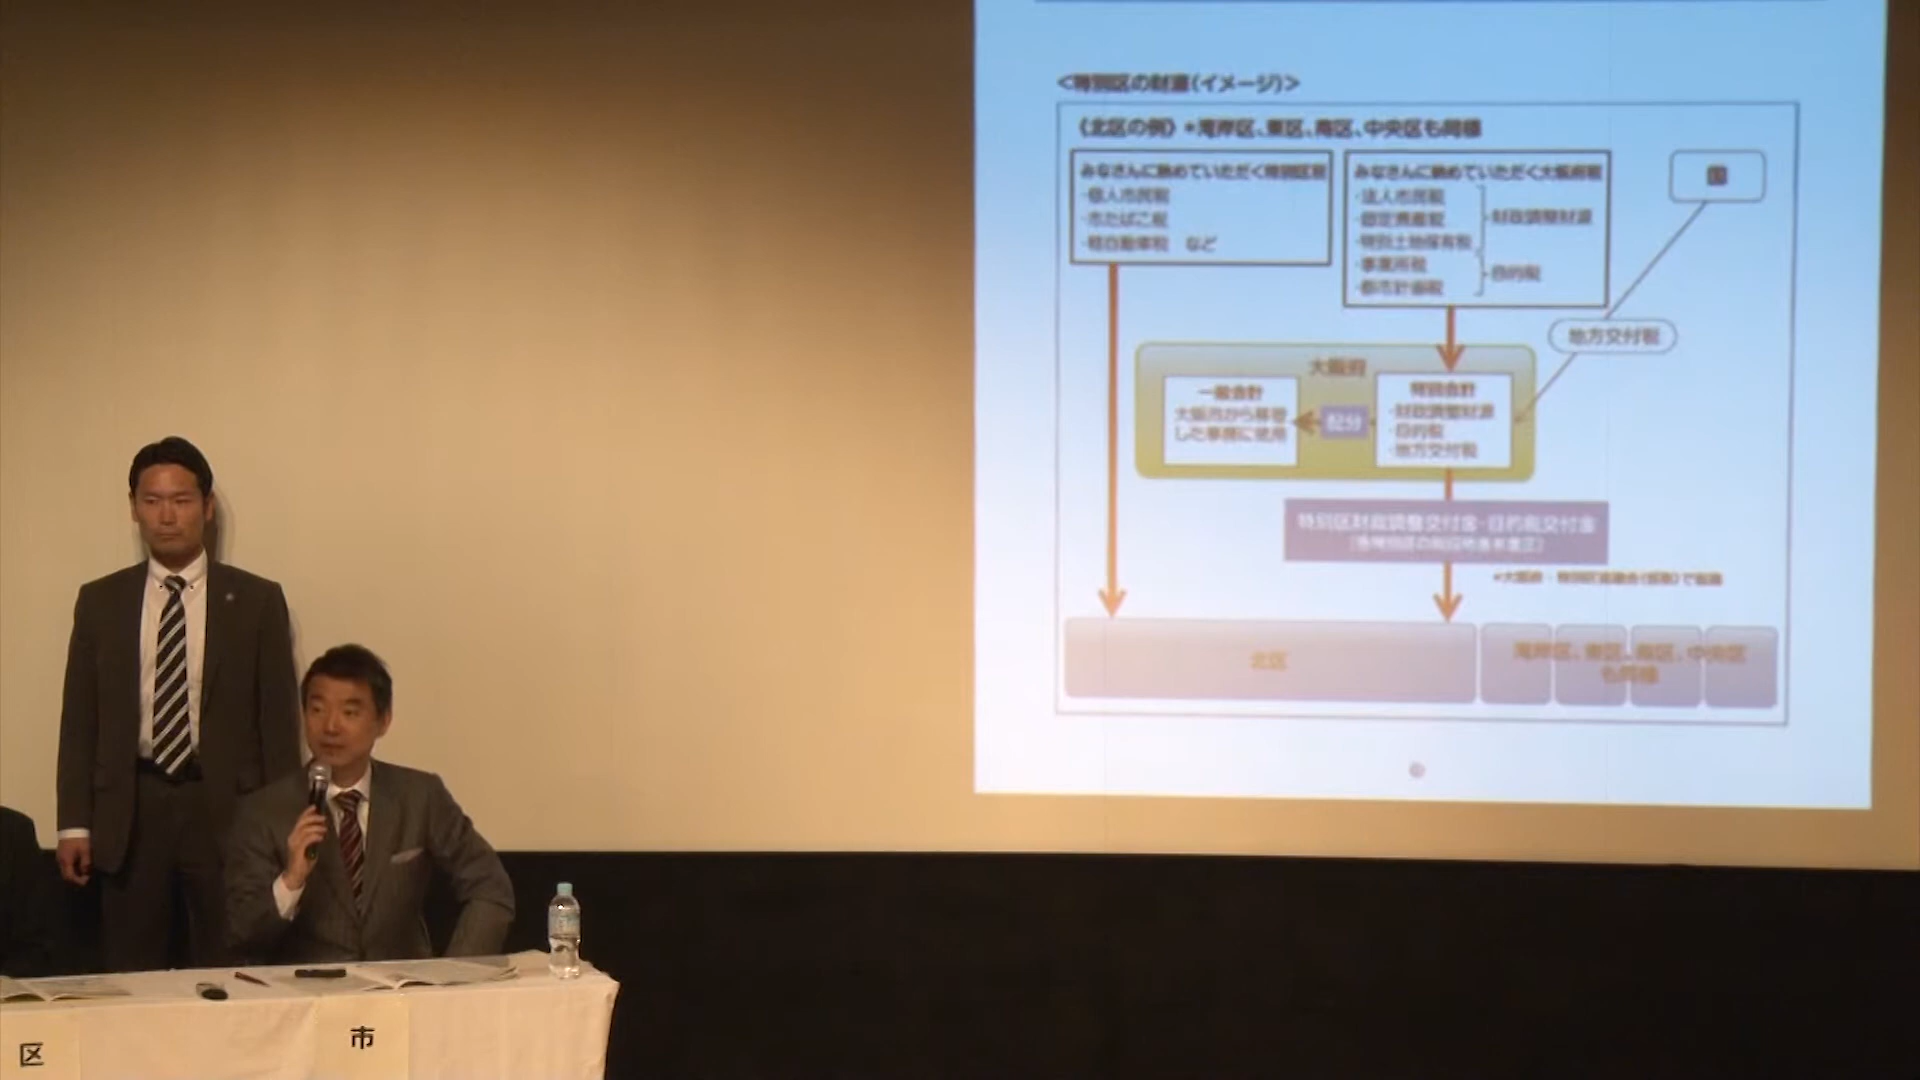 <特別区の財源(イメージ)>
《北区の例》*湾岸区、東区、南区、中央区も同様
みなさんに納めていただく特別区税
・個人市民税
・市たばこ税
・軽自動車税 など
みなさんに納めていただく大阪府税
・法人市民税
・固定資産税
・特別土地保有税
財政調整財源
・事業所税
・都市計画税
目的税
国
地方交付税
大阪府
一般会計
大阪市から移管
した事務に使用
配分
特別会計
・財政調整財源
・目的税
・地方交付税
特別区財政調整交付金・目的税交付金
北区
湾岸区、東区、南区、中央区
も同様
区
市